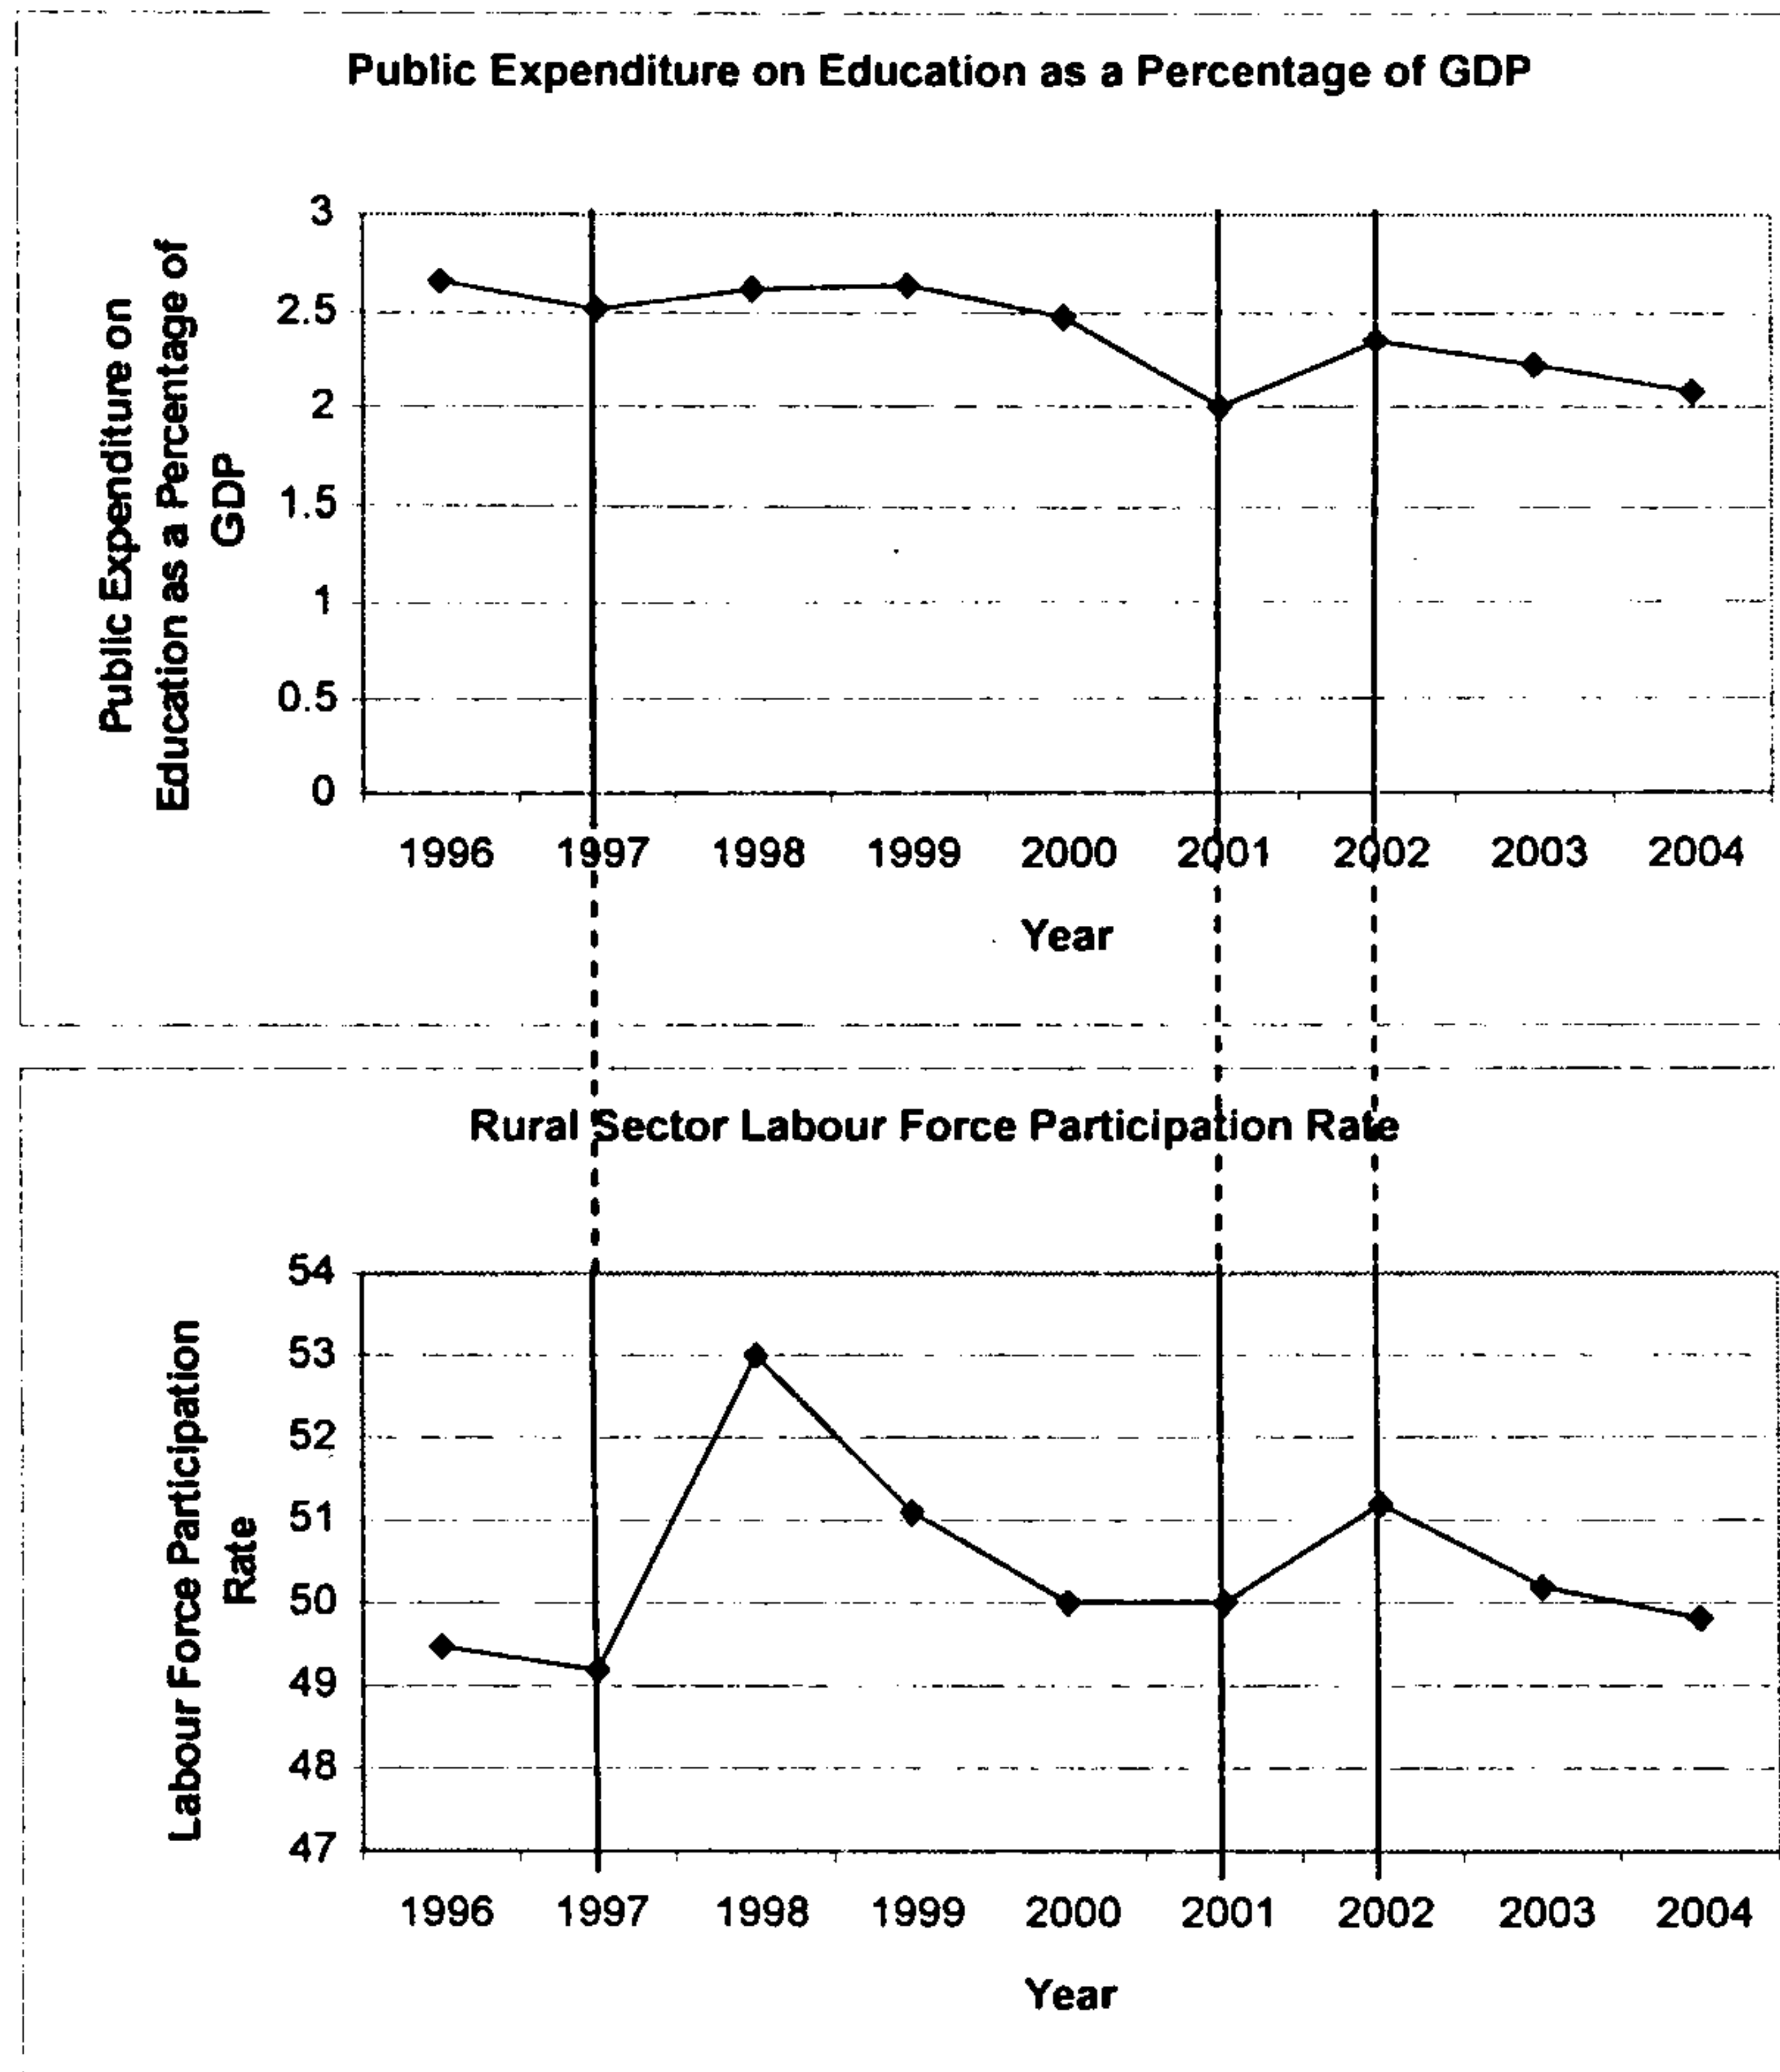 Public Expenditure on Education as a Percentage of GDP
Public Expenditure on
Education as a Percentage of
GDP
3
2.5
2
1.5
1
0.5
0
1996 1997 1998 1999 2000 2001 2002 2003 2004
Year
Rural Sector Labour Force Participation Rate
Labour Force Participation
Rate
54
53
52
51
50
49
48
47
1996 1997 1998 1999 2000 2001 2002 2003 2004
Year